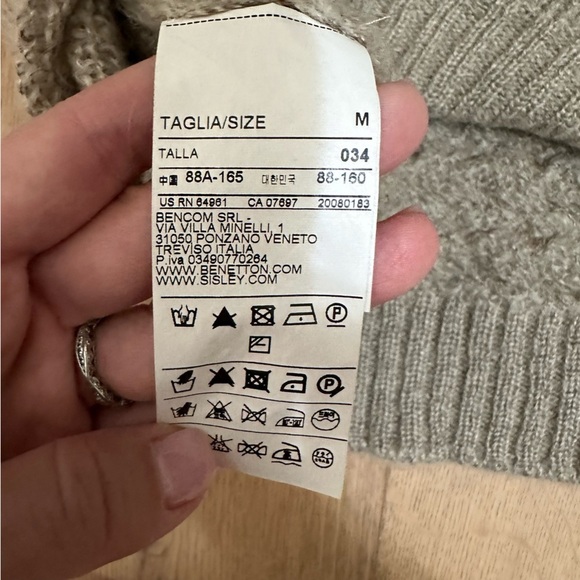 TAGLIA/SIZE M
TALLA 034
中国 88A-165 대한민국 88-160
US RN 64961 CA 07697 20080183
BENCOM SRL -
VIA VILLA MINELLI, 1
31050 PONZANO VENETO
TREVISO ITALIA
P.iva 03490770264
WWW.BENETTON.COM
WWW.SISLEY.COM
P
P